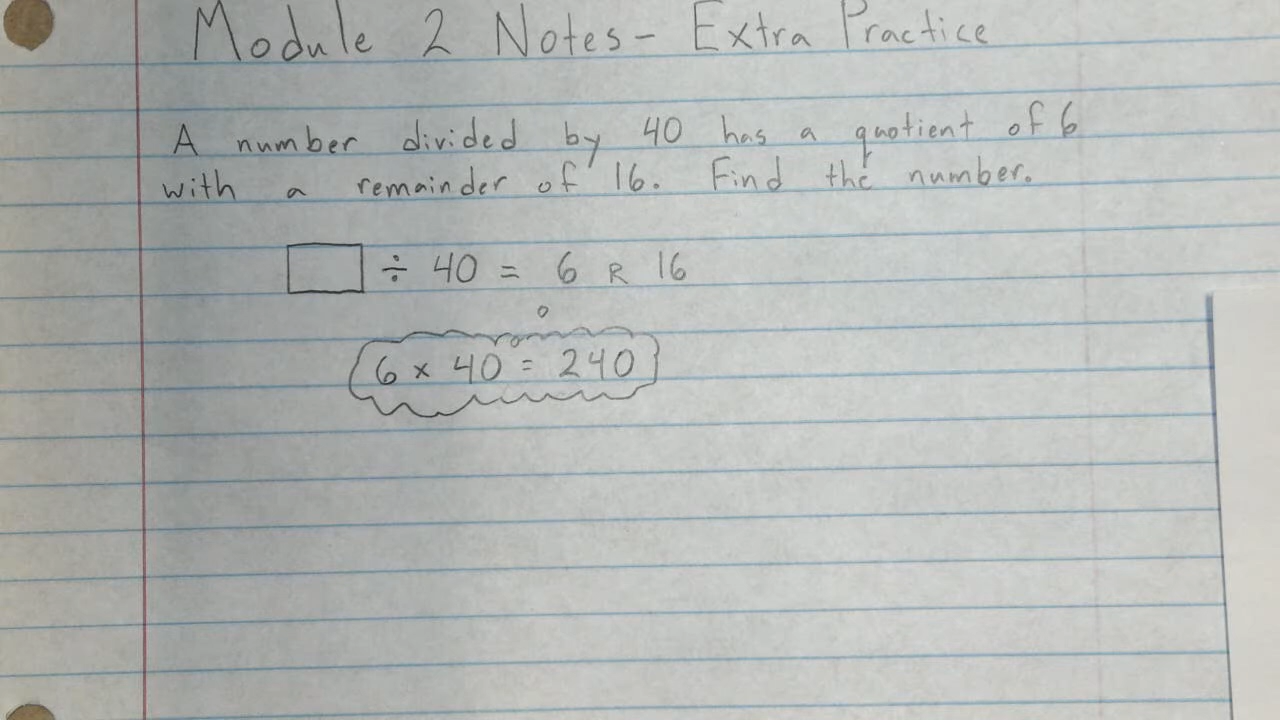 Module 2 Notes- Extra Practice
A number divided by 40 has a quotient of 6
with a remainder of 16. Find the number.
÷ 40 = 6 R 16
6 × 40 = 240